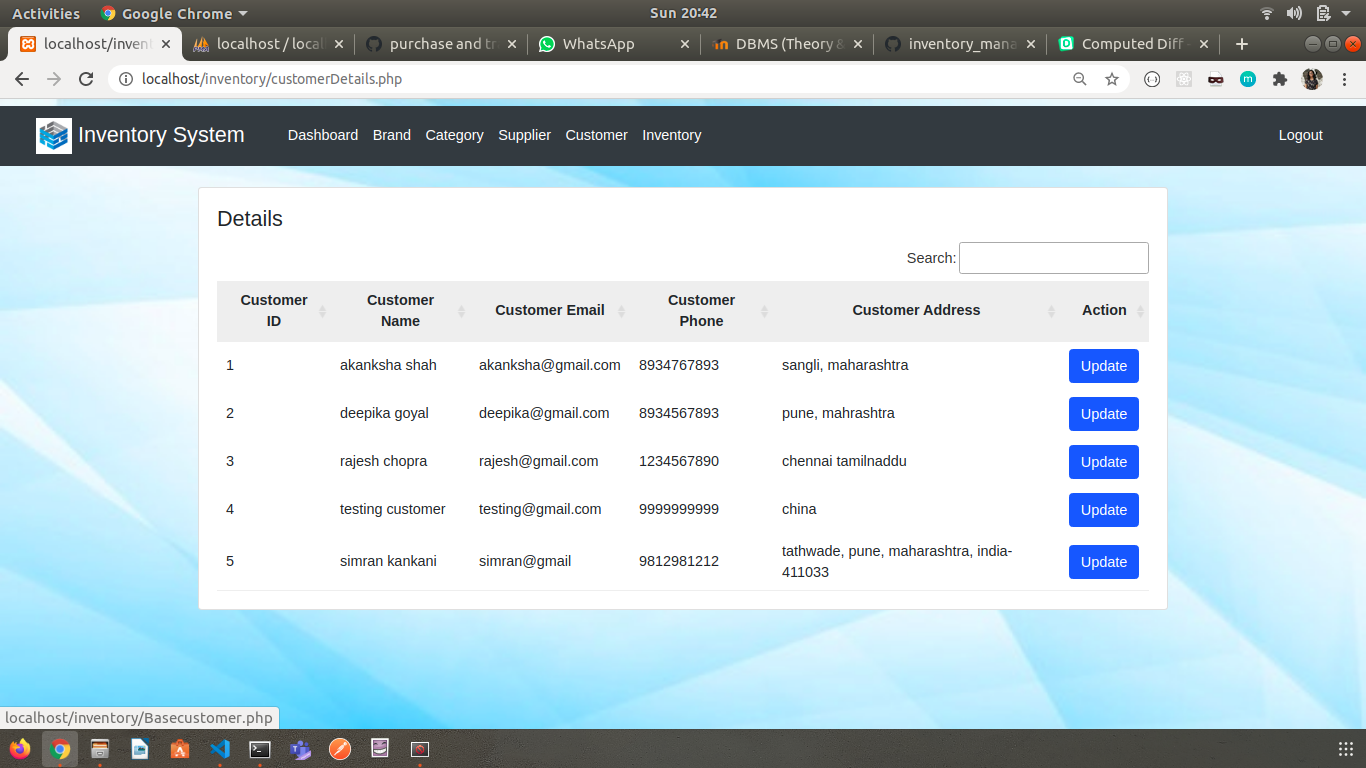 Activities Google Chrome Sun 20:42
localhost/inven localhost / local purchase and tr WhatsApp DBMS (Theory & inventory_mana Computed Diff -
localhost/inventory/customerDetails.php
Inventory System Dashboard Brand Category Supplier Customer Inventory Logout
Details
Search:
Customer ID Customer Name Customer Email Customer Phone Customer Address Action
1 akanksha shah akanksha@gmail.com 8934767893 sangli, maharashtra Update
2 deepika goyal deepika@gmail.com 8934567893 pune, mahrashtra Update
3 rajesh chopra rajesh@gmail.com 1234567890 chennai tamilnaddu Update
4 testing customer testing@gmail.com 9999999999 china Update
5 simran kankani simran@gmail 9812981212 tathwade, pune, maharashtra, india-
411033 Update
localhost/inventory/Basecustomer.php